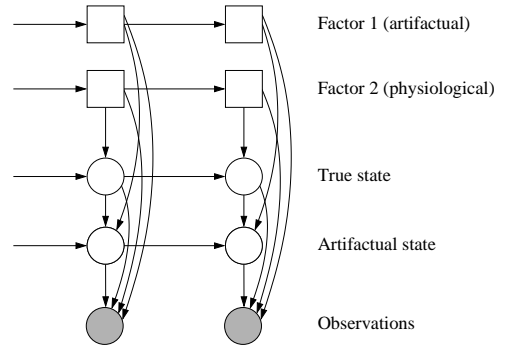 Factor 1 (artifactual)
Factor 2 (physiological)
True state
Artifactual state
Observations